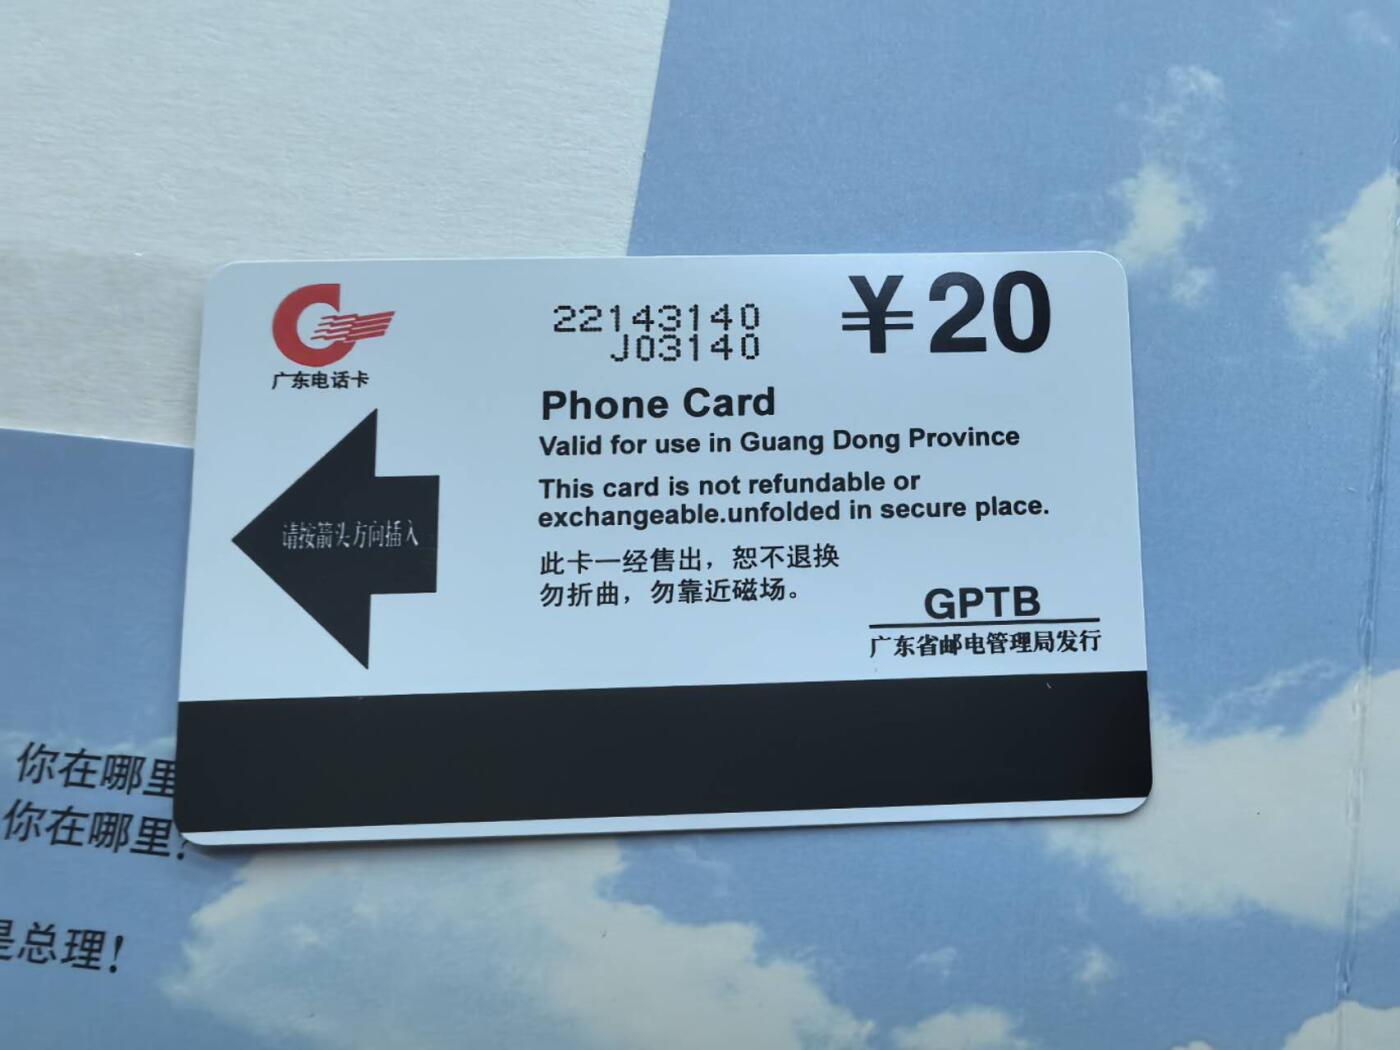 广东电话卡
请按箭头方向插入
22143140
J03140
¥20
Phone Card
Valid for use in Guang Dong Province
This card is not refundable or
exchangeable.unfolded in secure place.
此卡一经售出，恕不退换
勿折曲，勿靠近磁场。
GPTB
广东省邮电管理局发行
你在哪里
你在哪里？
是总理！